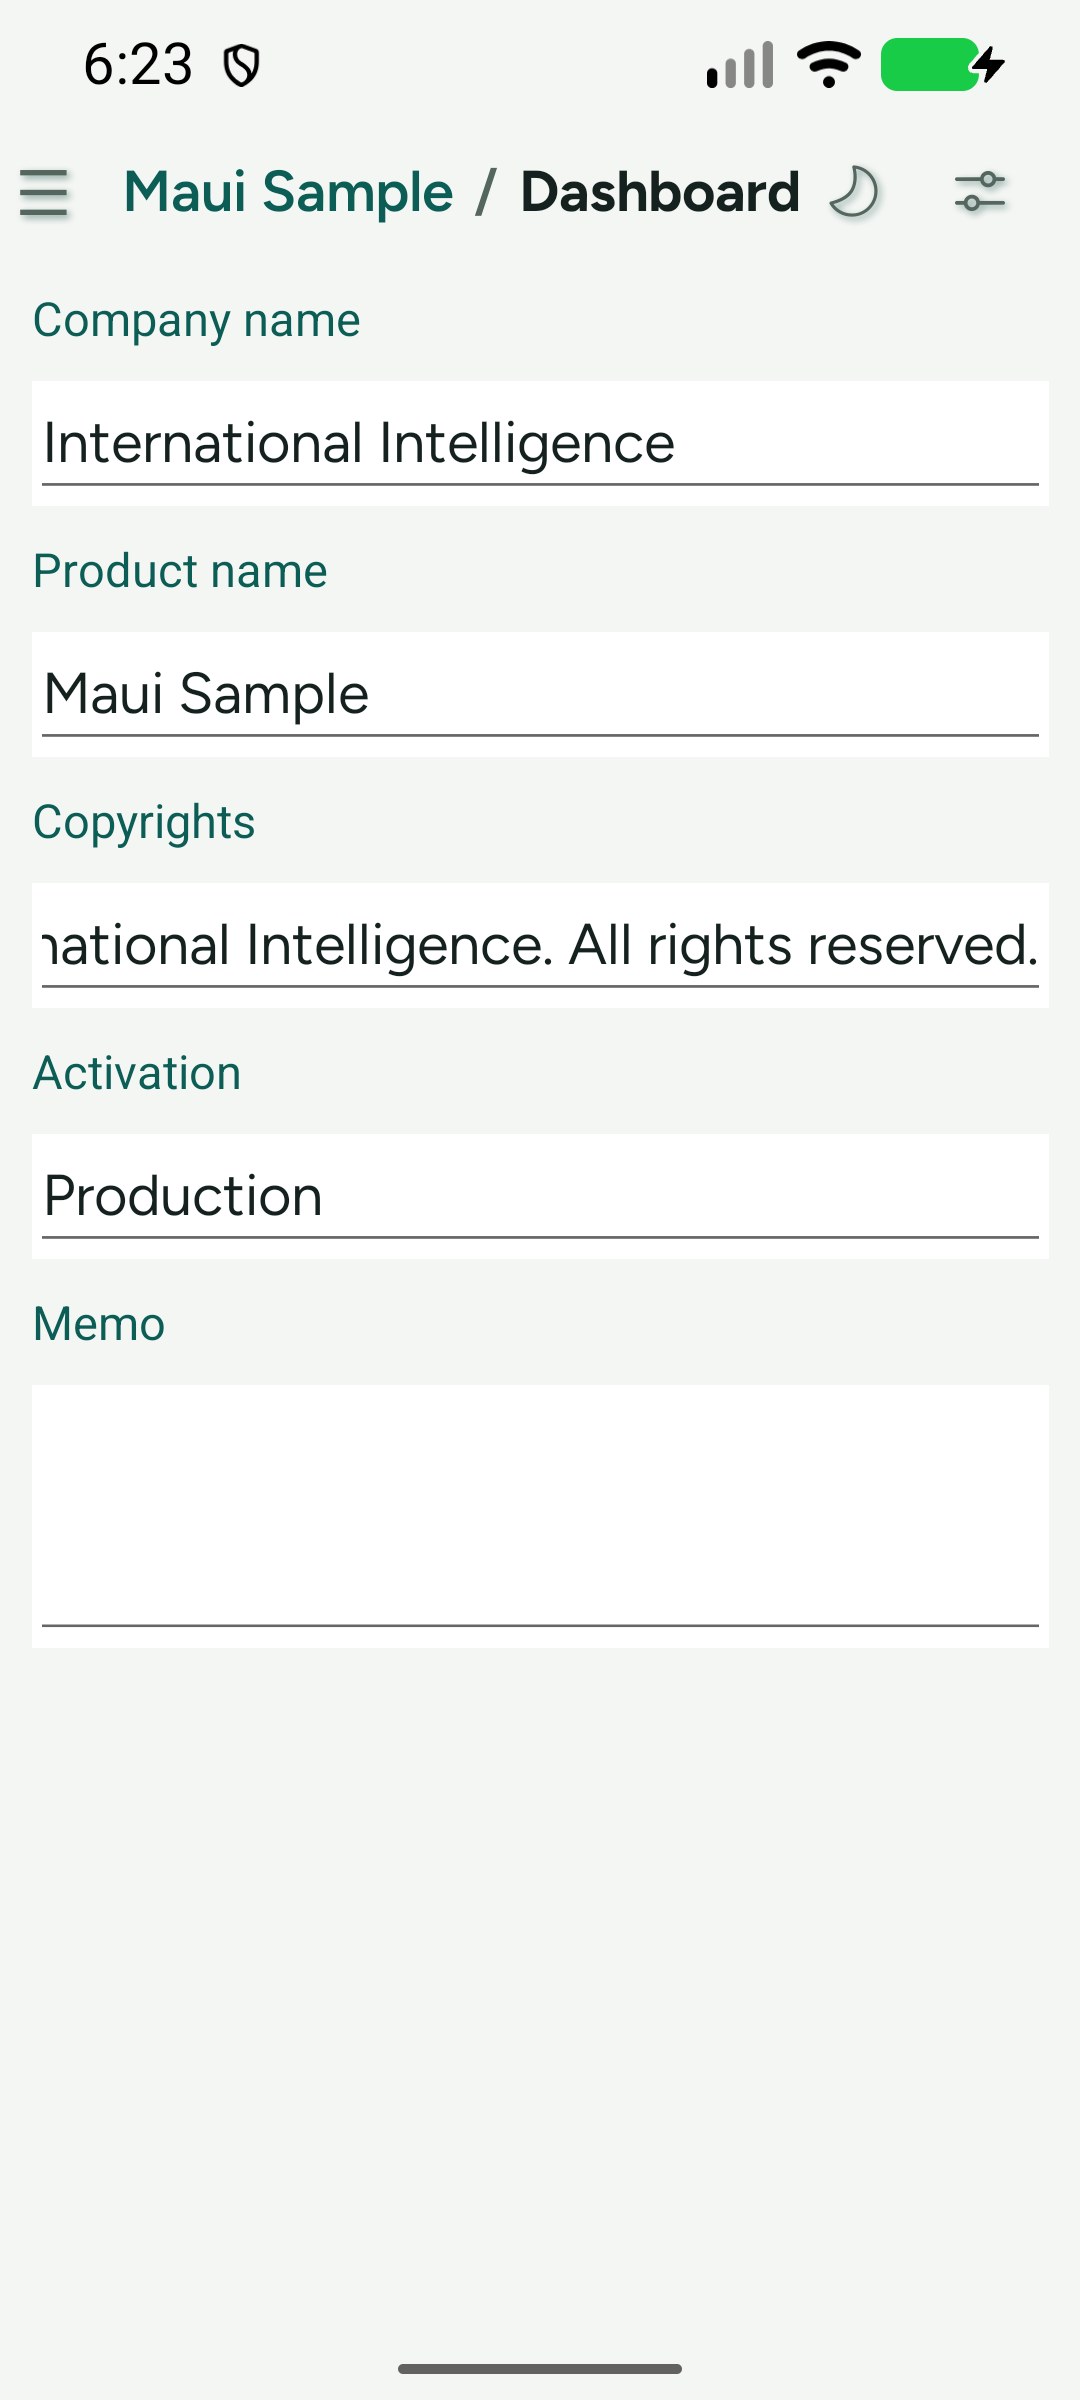 6:23
Maui Sample / Dashboard
Company name
International Intelligence
Product name
Maui Sample
Copyrights
national Intelligence. All rights reserved.
Activation
Production
Memo